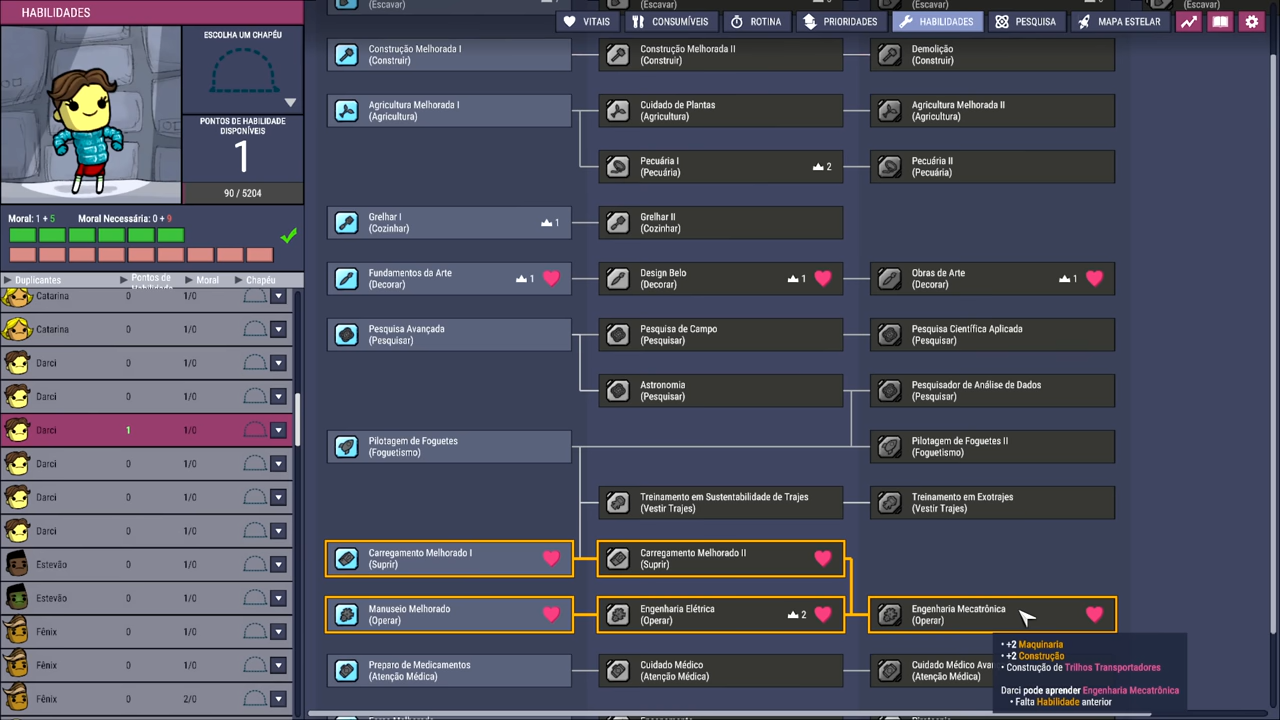 HABILIDADES
ESCOLHA UM CHAPÉU
PONTOS DE HABILIDADE DISPONÍVEIS
1
90 / 5204
Moral: 1 + 5 Moral Necessária: 0 + 9
Duplicantes Pontos de Habilidade Moral Chapéu
Catarina 0 1/0
Catarina 0 1/0
Darci 0 1/0
Darci 0 1/0
Darci 1 1/0
Darci 0 1/0
Darci 0 1/0
Darci 0 1/0
Estevão 0 1/0
Estevão 0 1/0
Fênix 0 1/0
Fênix 0 1/0
Fênix 0 2/0
(Escavar) (Escavar) (Escavar)
VITAIS CONSUMÍVEIS ROTINA PRIORIDADES HABILIDADES PESQUISA MAPA ESTELAR
Construção Melhorada I
(Construir)
Construção Melhorada II
(Construir)
Demolição
(Construir)
Agricultura Melhorada I
(Agricultura)
Cuidado de Plantas
(Agricultura)
Agricultura Melhorada II
(Agricultura)
Pecuária I
(Pecuária)
2
Pecuária II
(Pecuária)
Grelhar I
(Cozinhar)
1
Grelhar II
(Cozinhar)
Fundamentos da Arte
(Decorar)
1
Design Belo
(Decorar)
1
Obras de Arte
(Decorar)
1
Pesquisa Avançada
(Pesquisar)
Pesquisa de Campo
(Pesquisar)
Pesquisa Científica Aplicada
(Pesquisar)
Astronomia
(Pesquisar)
Pesquisador de Análise de Dados
(Pesquisar)
Pilotagem de Foguetes
(Foguetismo)
Pilotagem de Foguetes II
(Foguetismo)
Treinamento em Sustentabilidade de Trajes
(Vestir Trajes)
Treinamento em Exotrajes
(Vestir Trajes)
Carregamento Melhorado I
(Suprir)
Carregamento Melhorado II
(Suprir)
Manuseio Melhorado
(Operar)
Engenharia Elétrica
(Operar)
2
Engenharia Mecatrônica
(Operar)
• +2 Maquinaria
• +2 Construção
• Construção de Trilhos Transportadores
Darci pode aprender Engenharia Mecatrônica
• Falta Habilidade anterior
Preparo de Medicamentos
(Atenção Médica)
Cuidado Médico
(Atenção Médica)
Cuidado Médico
(Atenção Médica)